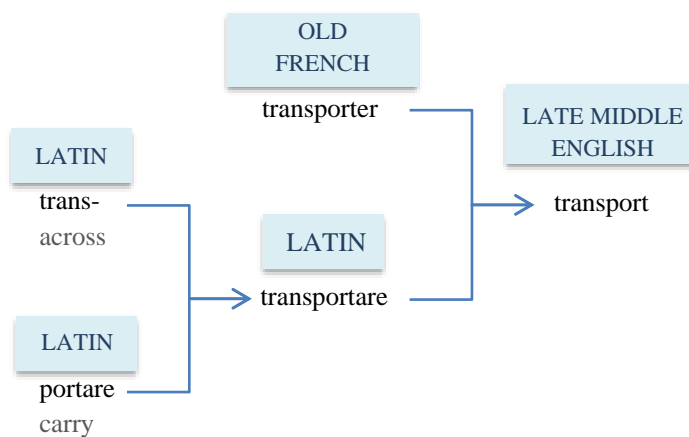 OLD
FRENCH
transporter
LATE MIDDLE
ENGLISH
transport
LATIN
trans-
across
LATIN
transportare
LATIN
portare
carry